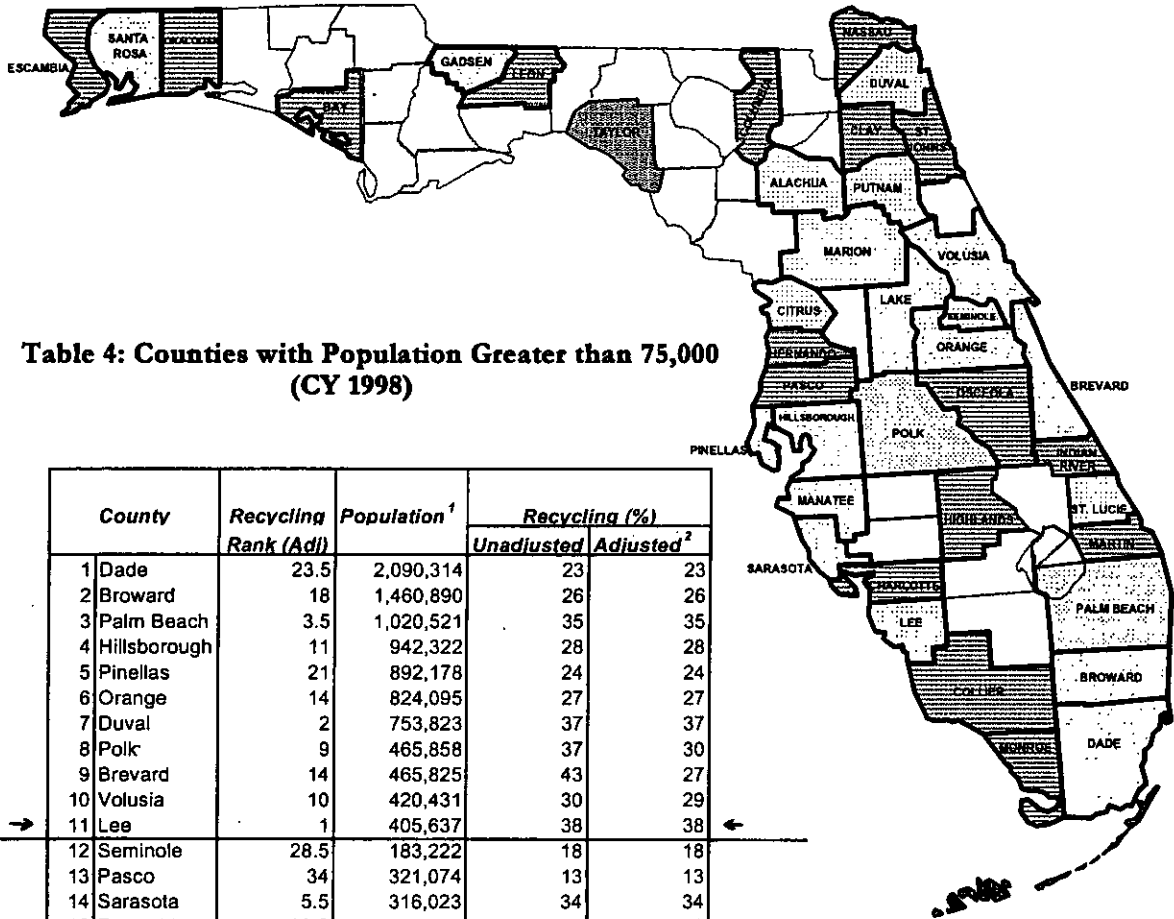 NASSAU
SANTA
ROSA
OKALOOSA
ESCAMBIA
GADSEN
LEON
DUVAL
BAY
COLUMBIA
CLAY
ST
JOHNS
TAYLOR
ALACHUA
PUTNAM
MARION
VOLUSIA
LAKE
CITRUS
SEMINOLE
ORANGE
HERNANDO
PASCO
OSCEOLA
BREVARD
HILLSBOROUGH
POLK
PINELLAS
INDIAN
RIVER
MANATEE
ST. LUCIE
HIGHLANDS
MARTIN
SARASOTA
CHARLOTTE
PALM BEACH
LEE
BROWARD
COLLIER
MONROE
DADE
Table 4: Counties with Population Greater than 75,000
(CY 1998)
County Recycling Population¹ Recycling (%)
Rank (Adj) Unadjusted Adjusted²
1 Dade 23.5 2,090,314 23 23
2 Broward 18 1,460,890 26 26
3 Palm Beach 3.5 1,020,521 35 35
4 Hillsborough 11 942,322 28 28
5 Pinellas 21 892,178 24 24
6 Orange 14 824,095 27 27
7 Duval 2 753,823 37 37
8 Polk 9 465,858 37 30
9 Brevard 14 465,825 43 27
10 Volusia 10 420,431 30 29
→ 11 Lee 1 405,637 38 38 ←
12 Seminole 28.5 183,222 18 18
13 Pasco 34 321,074 13 13
14 Sarasota 5.5 316,023 34 34